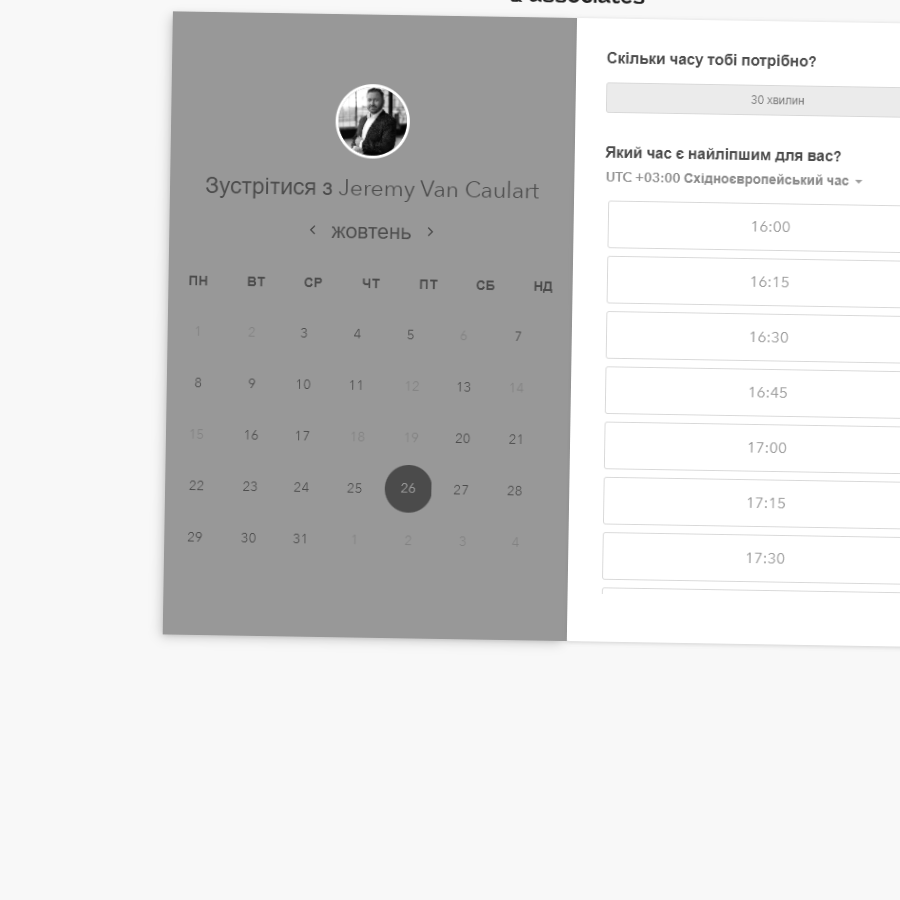 & associates
Зустрітися з Jeremy Van Caulart
жовтень
ПН ВТ СР ЧТ ПТ СБ НД
1 2 3 4 5 6 7
8 9 10 11 12 13 14
15 16 17 18 19 20 21
22 23 24 25 26 27 28
29 30 31 1 2 3 4
Скільки часу тобі потрібно?
30 хвилин
Який час є найліпшим для вас?
UTC +03:00 Східноєвропейський час
16:00
16:15
16:30
16:45
17:00
17:15
17:30